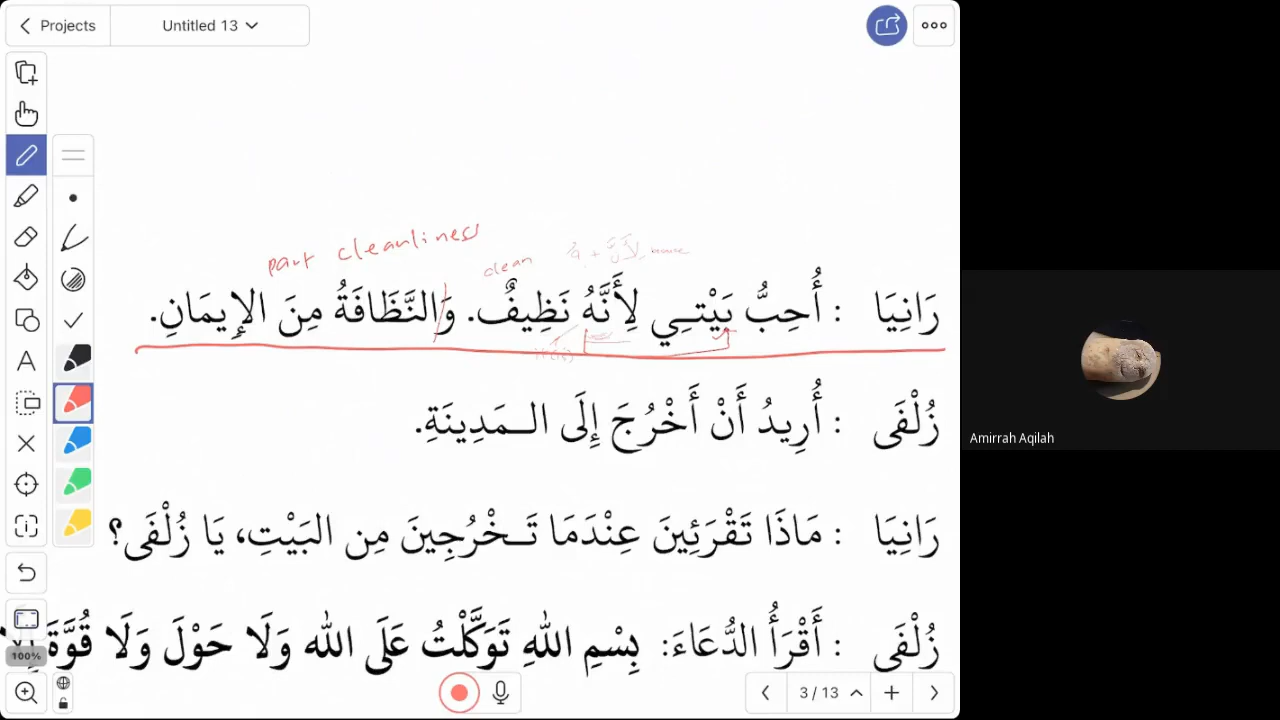 Projects
Untitled 13
part cleanliness
clean
because
رَانِيَا : أُحِبُّ بَيْتِي لِأَنَّهُ نَظِيفٌ. وَالنَّظَافَةُ مِنَ الإِيمَانِ.
زُلْفَى : أُرِيدُ أَنْ أَخْرُجَ إِلَى الـمَدِينَةِ.
رَانِيَا : مَاذَا تَقْرَئِينَ عِنْدَمَا تَـخْرُجِينَ مِن البَيْتِ، يَا زُلْفَى؟
زُلْفَى : أَقْرَأُ الدُّعَاءَ: بِسْمِ اللهِ تَوَكَّلْتُ عَلَى الله وَلَا حَوْلَ وَلَا قُوَّةَ
100%
3 / 13
Amirrah Aqilah